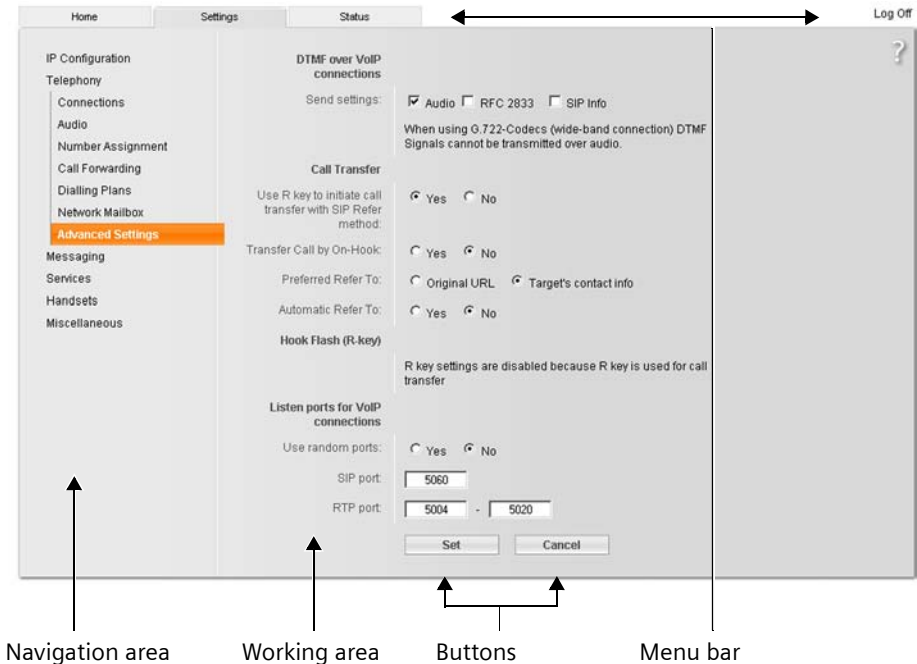 Home Settings Status Log Off
?
IP Configuration
Telephony
Connections
Audio
Number Assignment
Call Forwarding
Dialling Plans
Network Mailbox
Advanced Settings
Messaging
Services
Handsets
Miscellaneous
DTMF over VoIP
connections
Send settings: Audio RFC 2833 SIP Info
When using G.722-Codecs (wide-band connection) DTMF
Signals cannot be transmitted over audio.
Call Transfer
Use R key to initiate call
transfer with SIP Refer
method:
Yes No
Transfer Call by On-Hook: Yes No
Preferred Refer To: Original URL Target's contact info
Automatic Refer To: Yes No
Hook Flash (R-key)
R key settings are disabled because R key is used for call
transfer
Listen ports for VoIP
connections
Use random ports: Yes No
SIP port: 5060
RTP port: 5004 - 5020
Set Cancel
Navigation area Working area Buttons Menu bar